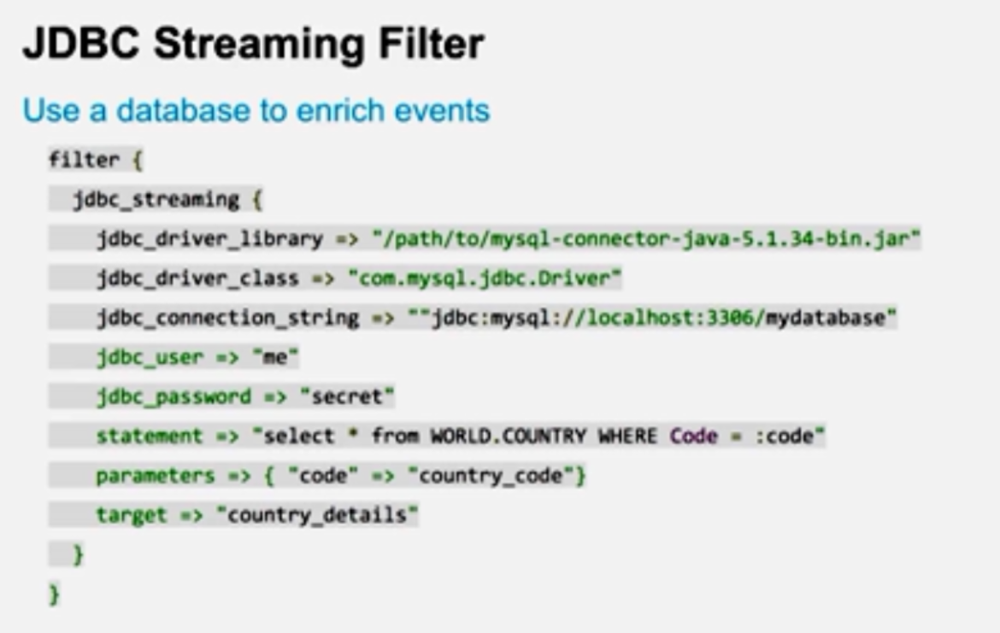 JDBC Streaming Filter
Use a database to enrich events
filter {
  jdbc_streaming {
    jdbc_driver_library => "/path/to/mysql-connector-java-5.1.34-bin.jar"
    jdbc_driver_class => "com.mysql.jdbc.Driver"
    jdbc_connection_string => ""jdbc:mysql://localhost:3306/mydatabase"
    jdbc_user => "me"
    jdbc_password => "secret"
    statement => "select * from WORLD.COUNTRY WHERE Code = :code"
    parameters => { "code" => "country_code"}
    target => "country_details"
  }
}